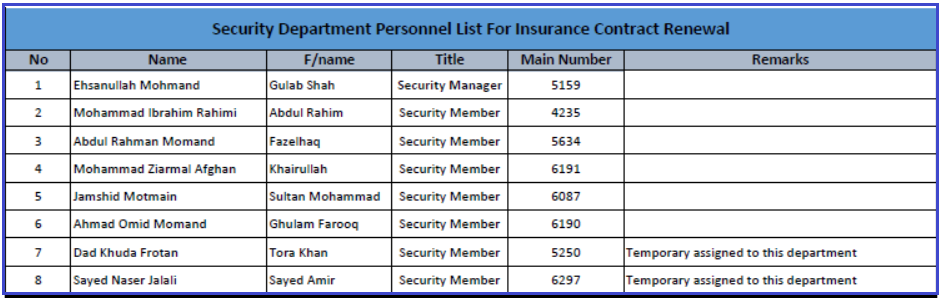 Security Department Personnel List For Insurance Contract Renewal
No Name F/name Title Main Number Remarks
1 Ehsanullah Mohmand Gulab Shah Security Manager 5159
2 Mohammad Ibrahim Rahimi Abdul Rahim Security Member 4235
3 Abdul Rahman Momand Fazelhaq Security Member 5634
4 Mohammad Ziarmal Afghan Khairullah Security Member 6191
5 Jamshid Motmain Sultan Mohammad Security Member 6087
6 Ahmad Omid Momand Ghulam Farooq Security Member 6190
7 Dad Khuda Frotan Tora Khan Security Member 5250 Temporary assigned to this department
8 Sayed Naser Jalali Sayed Amir Security Member 6297 Temporary assigned to this department